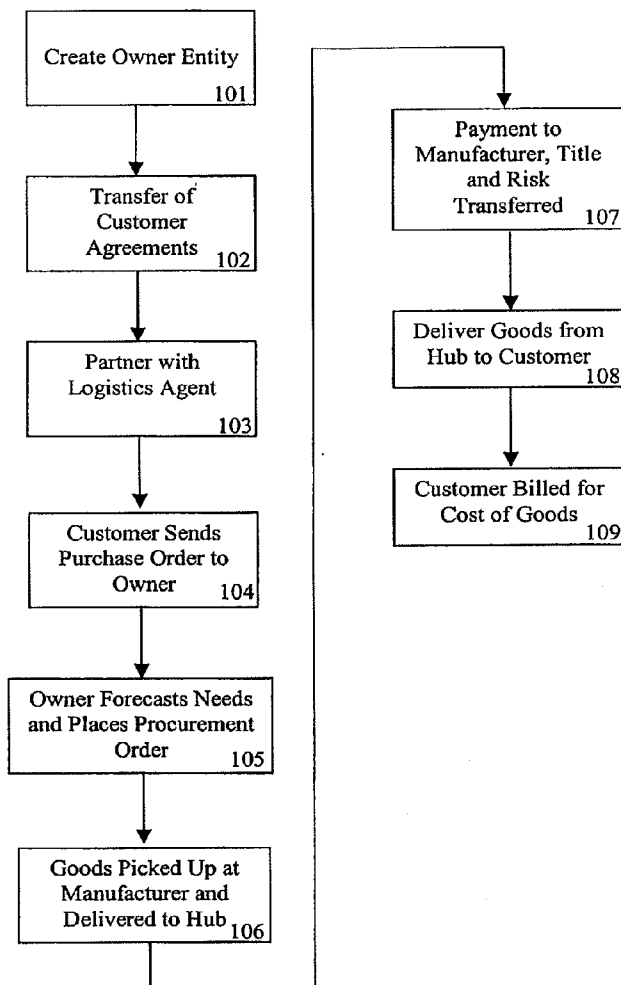 Create Owner Entity
101
Transfer of
Customer
Agreements
102
Partner with
Logistics Agent
103
Customer Sends
Purchase Order to
Owner
104
Owner Forecasts Needs
and Places Procurement
Order
105
Goods Picked Up at
Manufacturer and
Delivered to Hub
106
Payment to
Manufacturer, Title
and Risk
Transferred
107
Deliver Goods from
Hub to Customer
108
Customer Billed for
Cost of Goods
109